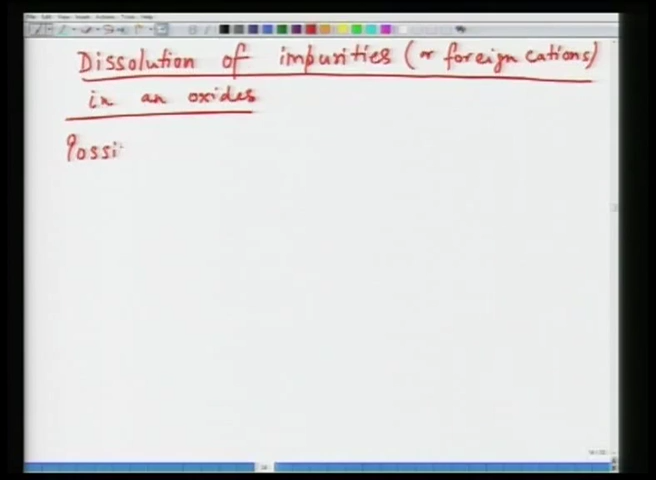 Dissolution of impurities (or foreign cations)
in an oxides
Possi